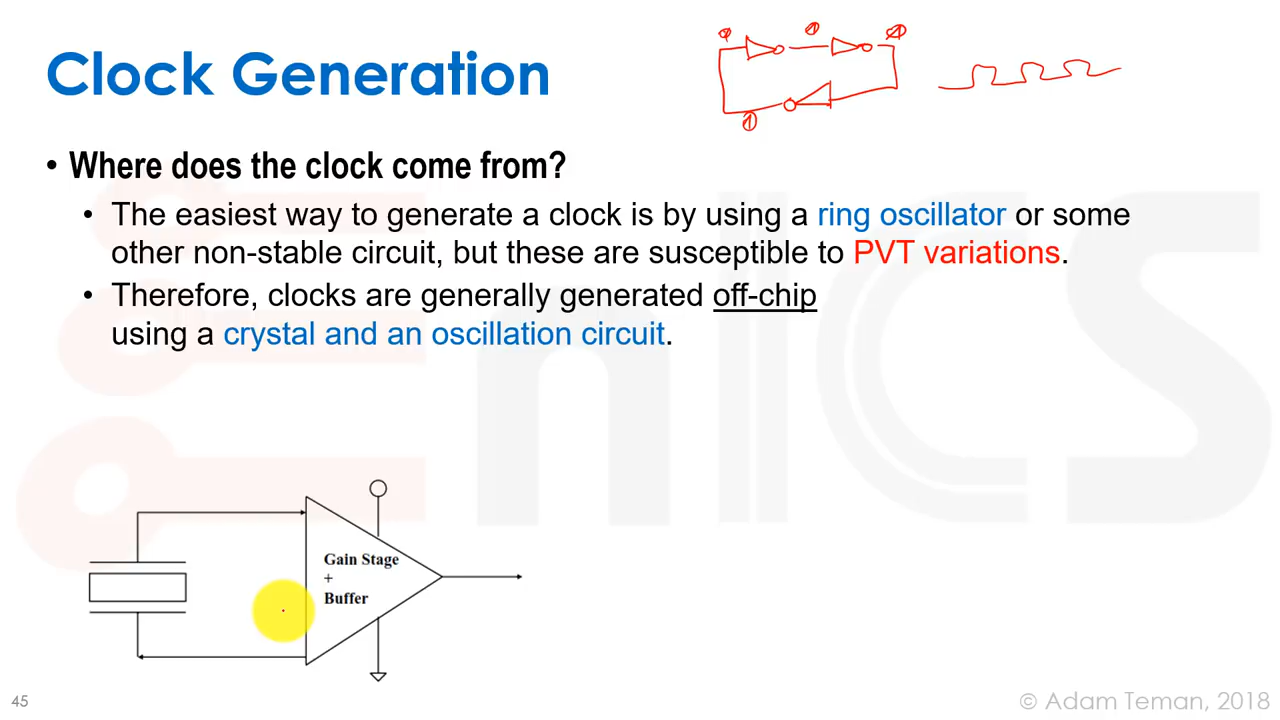 Clock Generation
• Where does the clock come from?
• The easiest way to generate a clock is by using a ring oscillator or some
other non-stable circuit, but these are susceptible to PVT variations.
• Therefore, clocks are generally generated off-chip
using a crystal and an oscillation circuit.
Gain Stage
+
Buffer
45
© Adam Teman, 2018
enICS